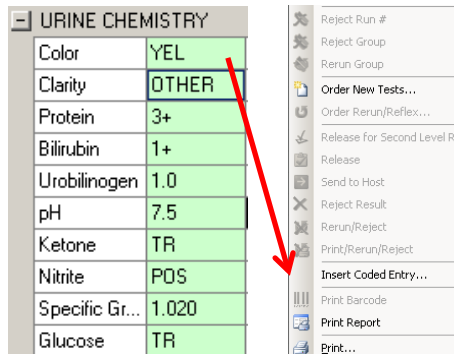 URINE CHEMISTRY
Color YEL
Clarity OTHER
Protein 3+
Bilirubin 1+
Urobilinogen 1.0
pH 7.5
Ketone TR
Nitrite POS
Specific Gr... 1.020
Glucose TR
Reject Run #
Reject Group
Rerun Group
Order New Tests...
Order Rerun/Reflex...
Release for Second Level R
Release
Send to Host
Reject Result
Rerun/Reject
Print/Rerun/Reject
Insert Coded Entry...
Print Barcode
Print Report
Print...